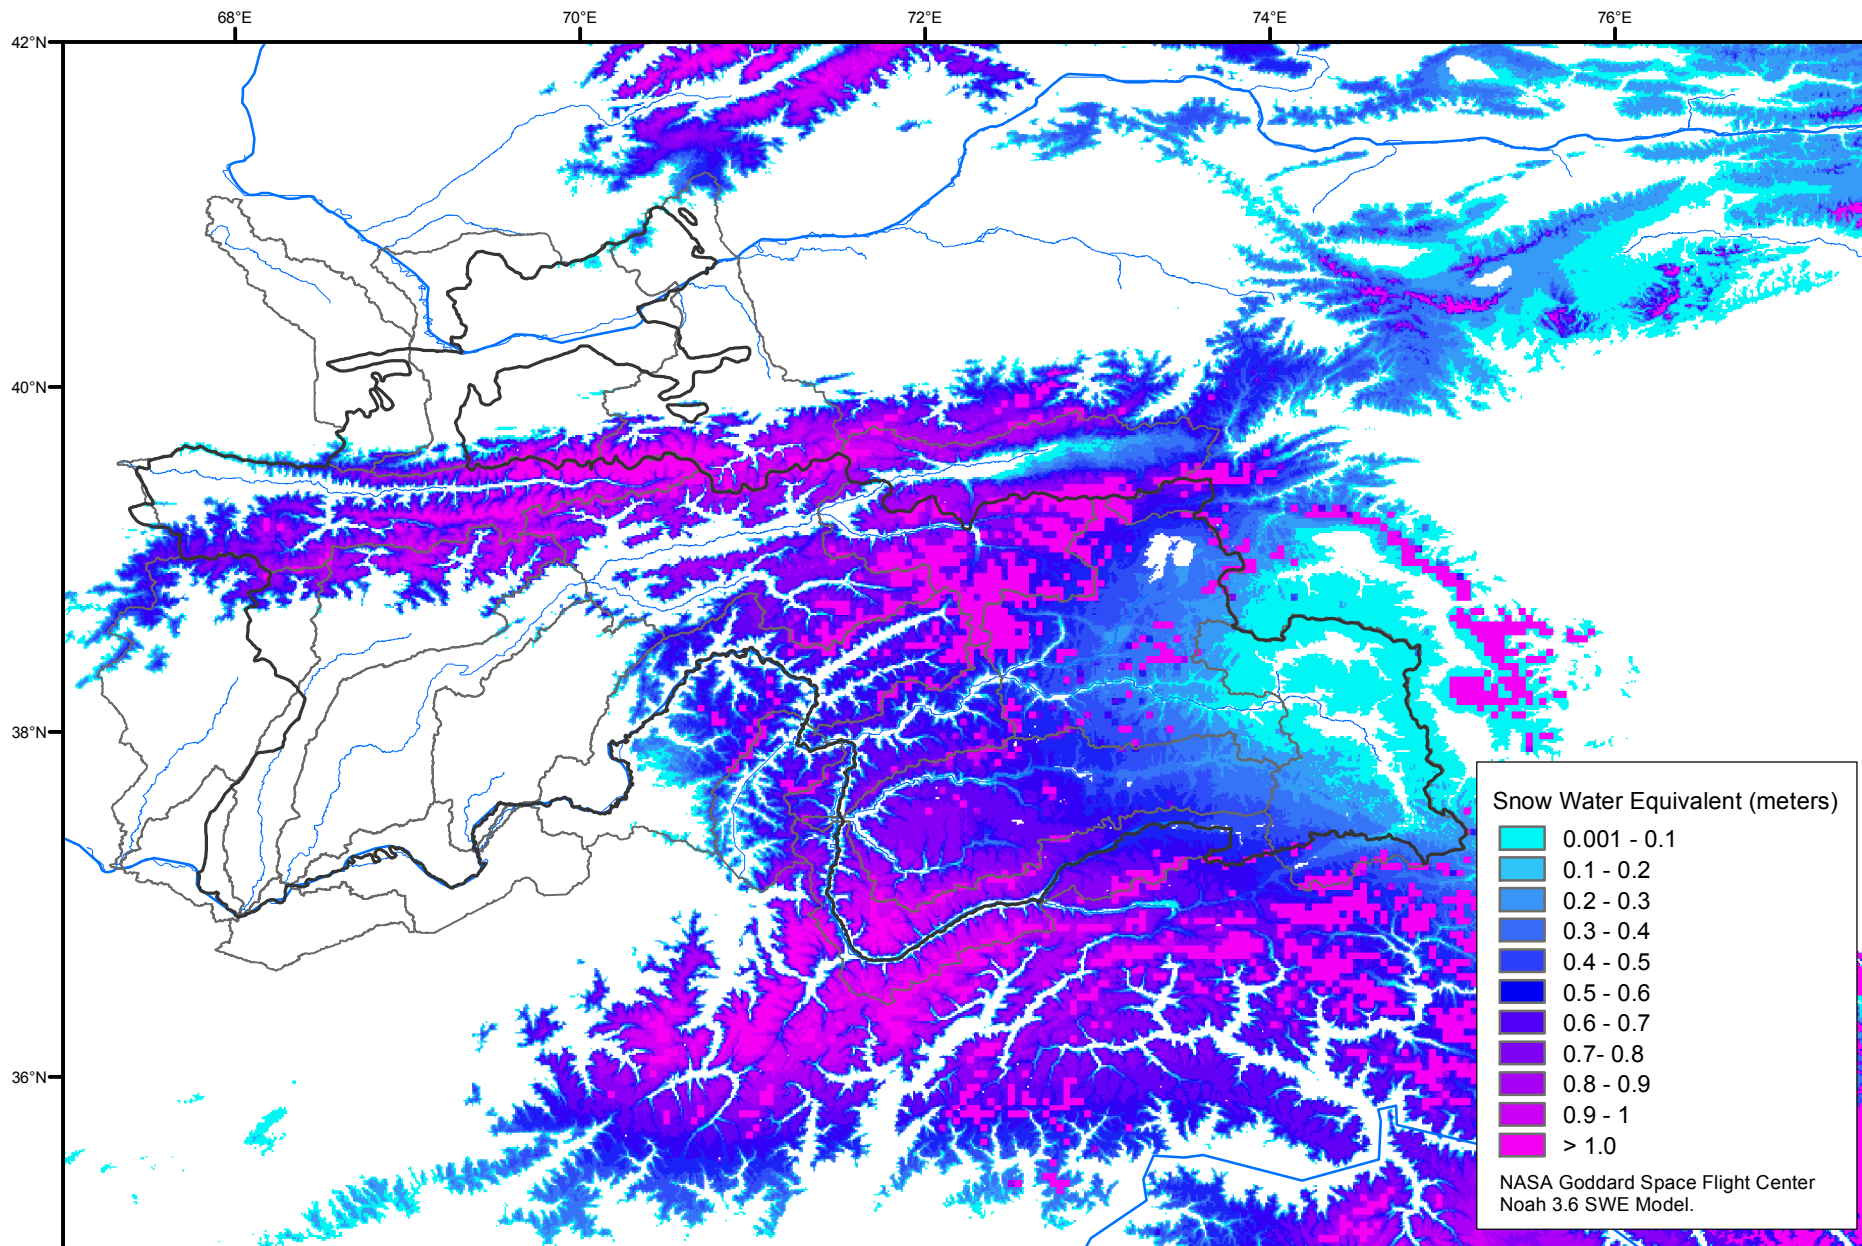 68°E 70°E 72°E 74°E 76°E
42°N
40°N
38°N
36°N
Snow Water Equivalent (meters)
0.001 - 0.1
0.1 - 0.2
0.2 - 0.3
0.3 - 0.4
0.4 - 0.5
0.5 - 0.6
0.6 - 0.7
0.7- 0.8
0.8 - 0.9
0.9 - 1
> 1.0
NASA Goddard Space Flight Center
Noah 3.6 SWE Model.